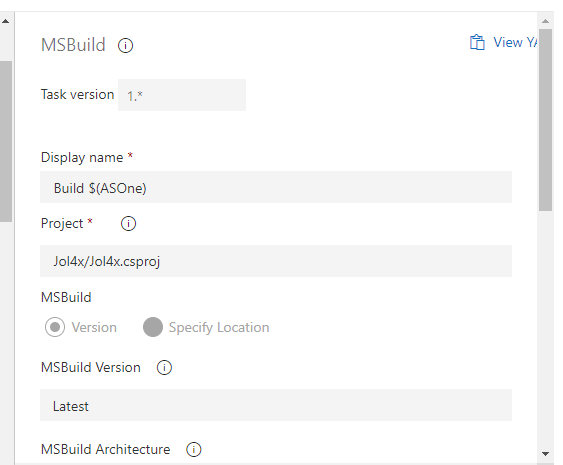 MSBuild
View YA
Task version 1.*
Display name *
Build $(ASOne)
Project *
Jol4x/Jol4x.csproj
MSBuild
Version Specify Location
MSBuild Version
Latest
MSBuild Architecture